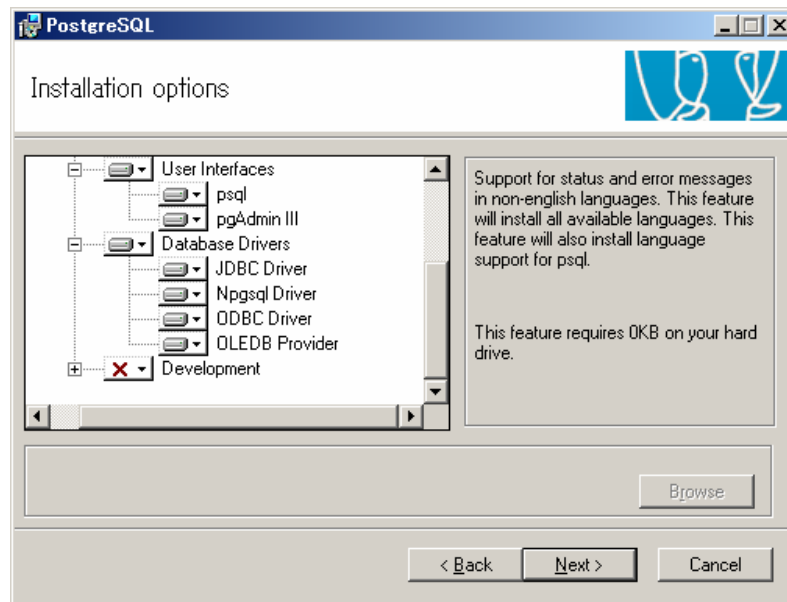 PostgreSQL
Installation options
User Interfaces
psql
pgAdmin III
Database Drivers
JDBC Driver
Npgsql Driver
ODBC Driver
OLEDB Provider
Development
Support for status and error messages
in non-english languages. This feature
will install all available languages. This
feature will also install language
support for psql.
This feature requires 0KB on your hard
drive.
Browse
< Back
Next >
Cancel